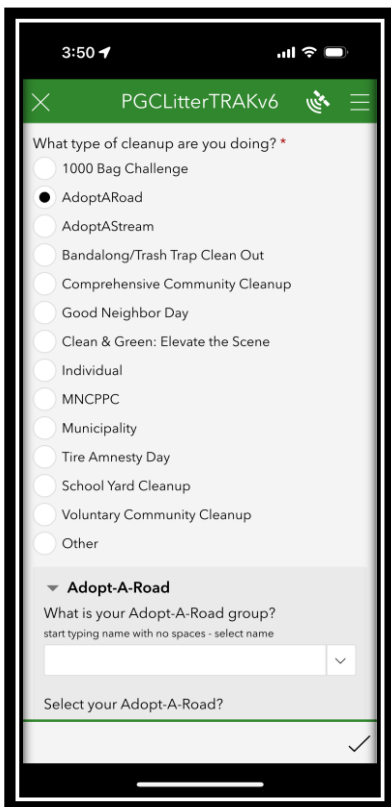 3:50
PGCLitterTRAKv6
What type of cleanup are you doing? *
1000 Bag Challenge
AdoptARoad
AdoptAStream
Bandalong/Trash Trap Clean Out
Comprehensive Community Cleanup
Good Neighbor Day
Clean & Green: Elevate the Scene
Individual
MNCPPC
Municipality
Tire Amnesty Day
School Yard Cleanup
Voluntary Community Cleanup
Other
Adopt-A-Road
What is your Adopt-A-Road group?
start typing name with no spaces - select name
Select your Adopt-A-Road?